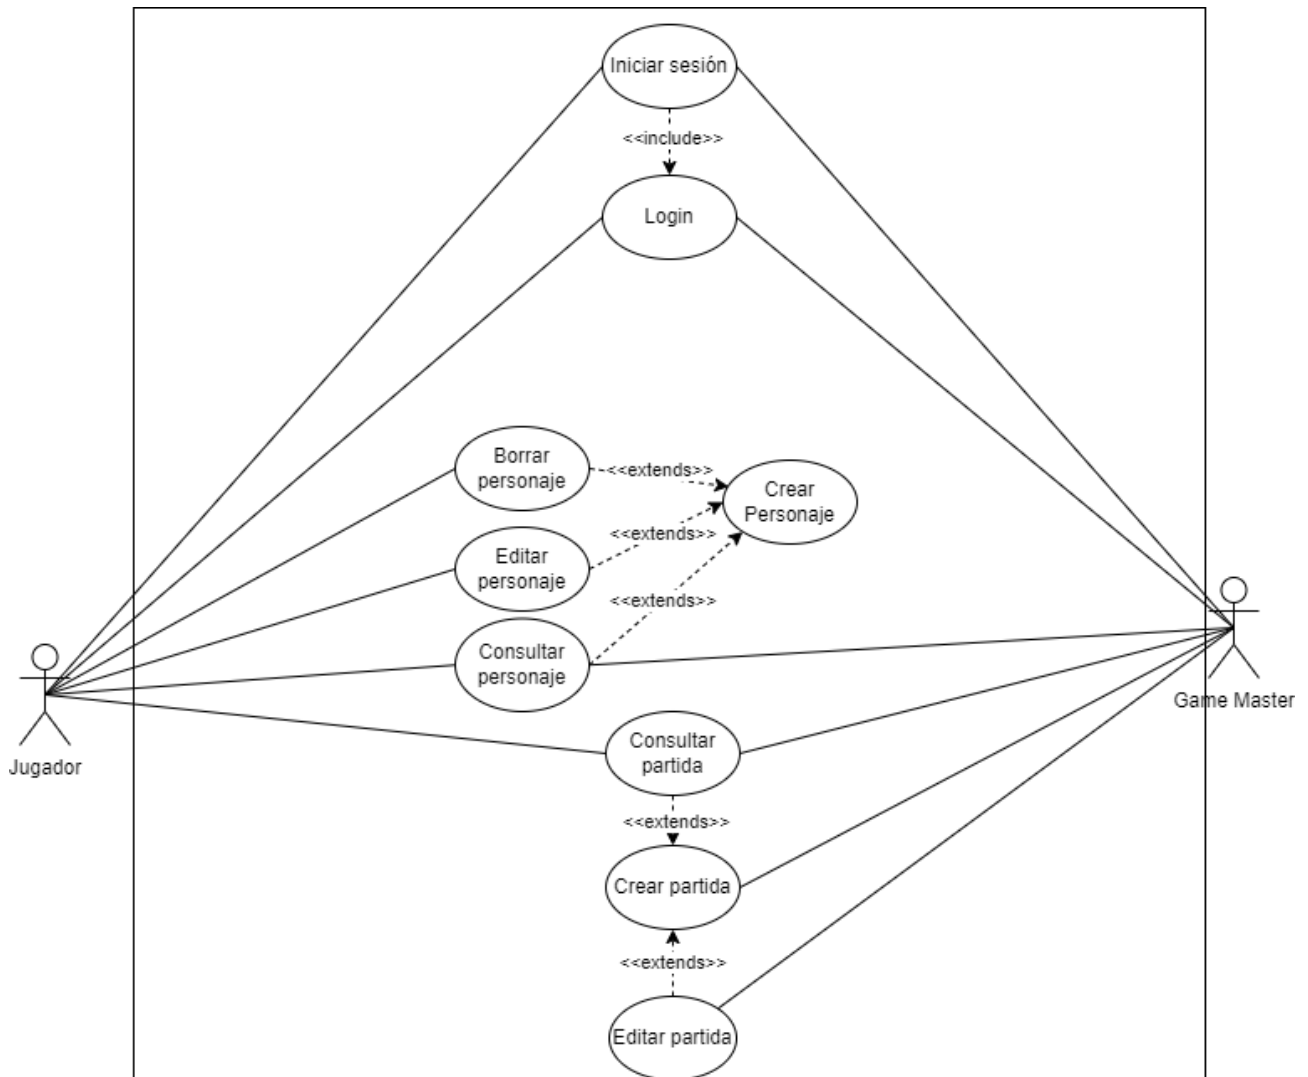 Iniciar sesión
<<include>>
Login
Borrar
personaje
<<extends>>
Crear
Personaje
<<extends>>
Editar
personaje
<<extends>>
Consultar
personaje
Game Master
Jugador
Consultar
partida
<<extends>>
Crear partida
<<extends>>
Editar partida